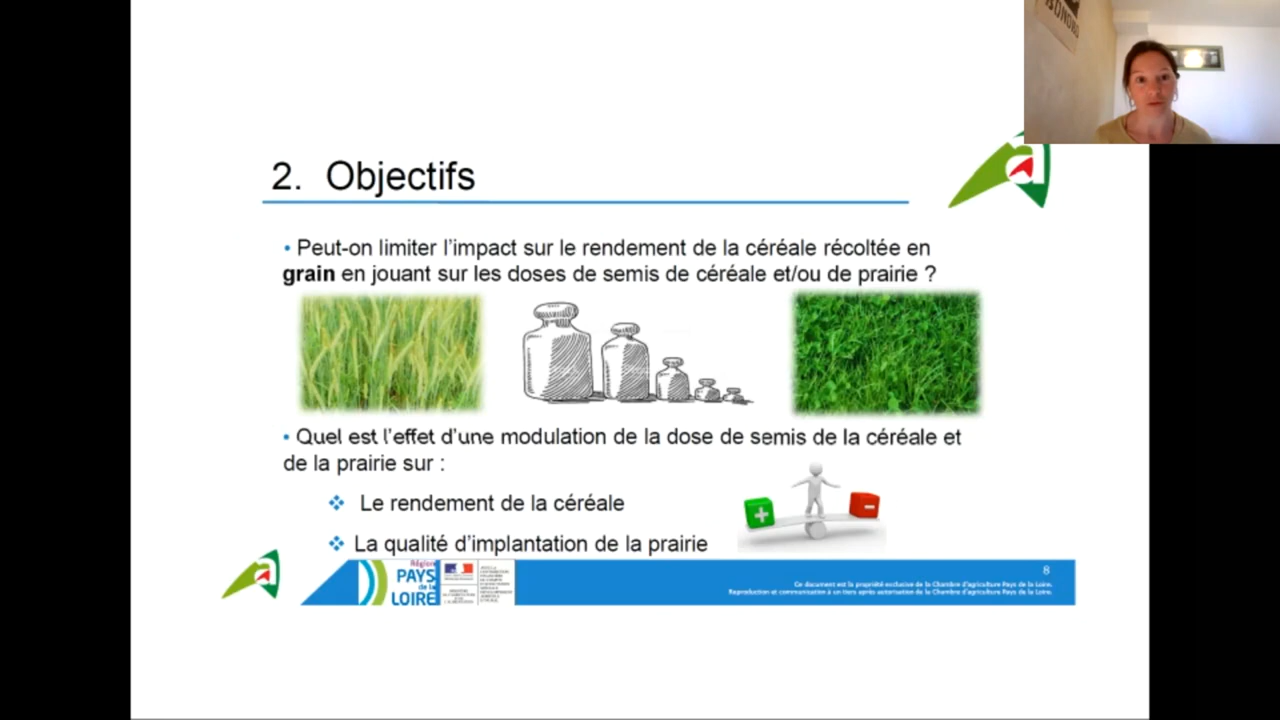 2. Objectifs
• Peut-on limiter l'impact sur le rendement de la céréale récoltée en
grain en jouant sur les doses de semis de céréale et/ou de prairie ?
• Quel est l'effet d'une modulation de la dose de semis de la céréale et
de la prairie sur :
❖ Le rendement de la céréale
❖ La qualité d'implantation de la prairie
Région
PAYS
de la
LOIRE
8
Ce document est la propriété exclusive de la Chambre d'agriculture Pays de la Loire.
Reproduction et communication à un tiers après autorisation de la Chambre d'agriculture Pays de la Loire.